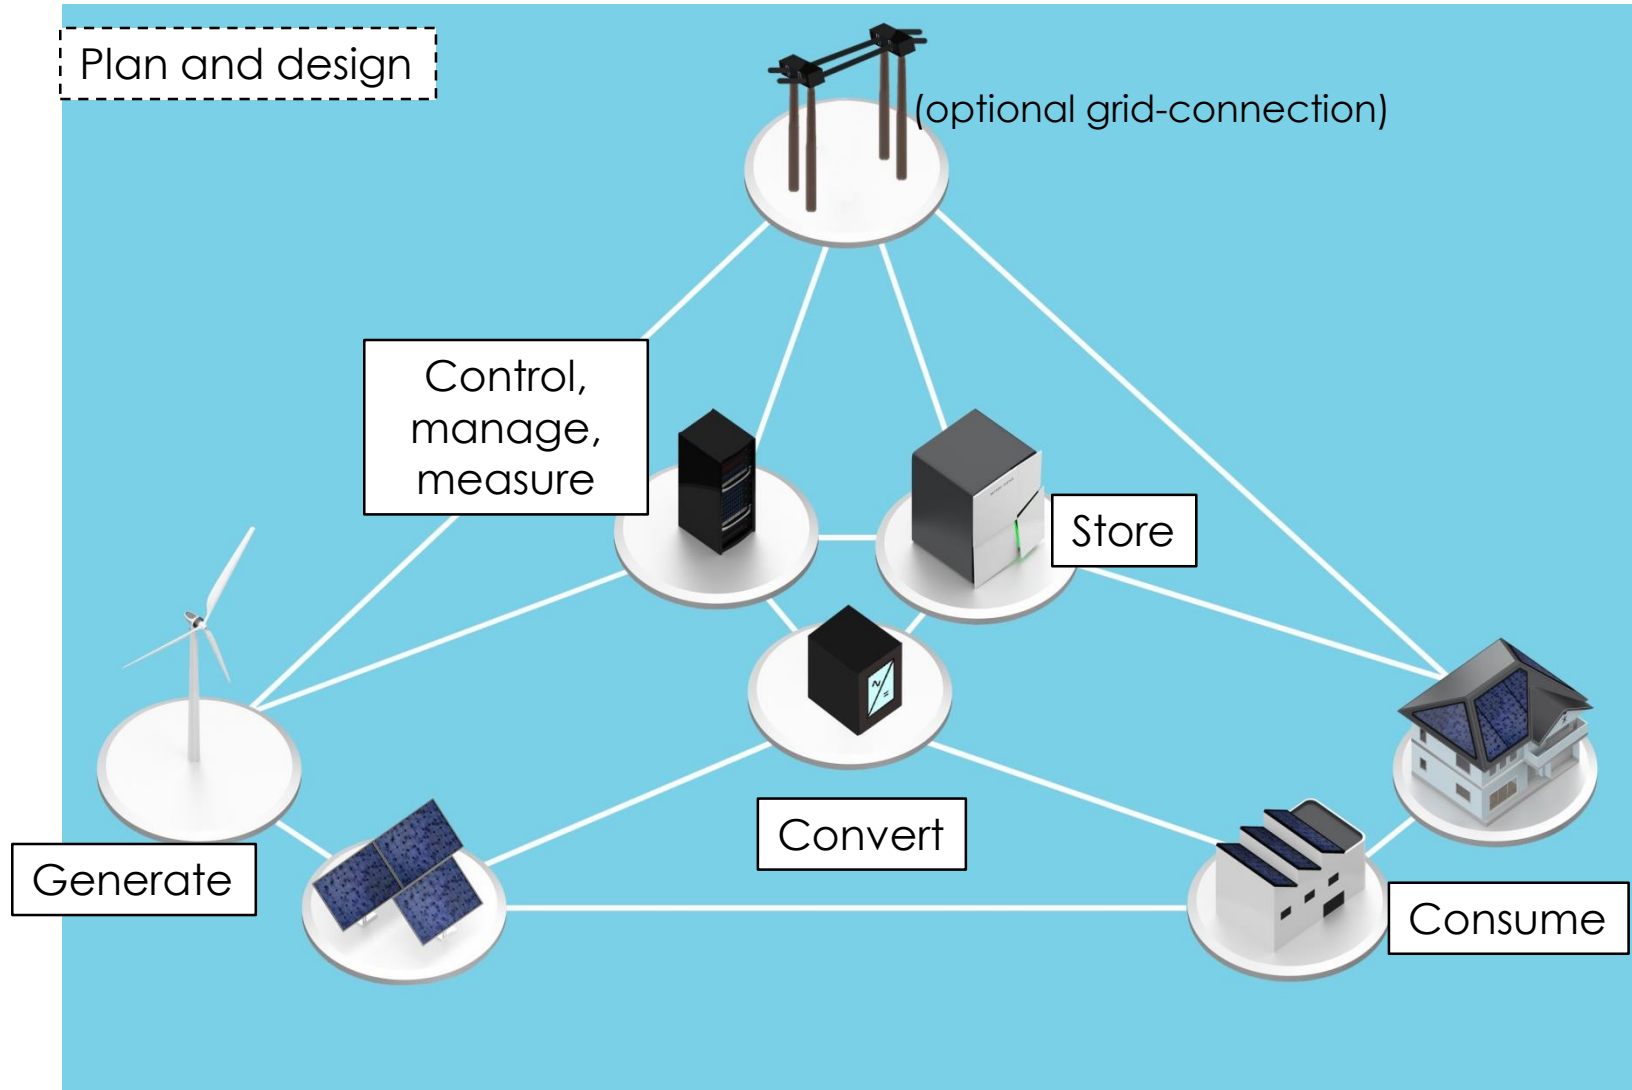 Plan and design
(optional grid-connection)
Control,
manage,
measure
Store
Convert
Generate
Consume